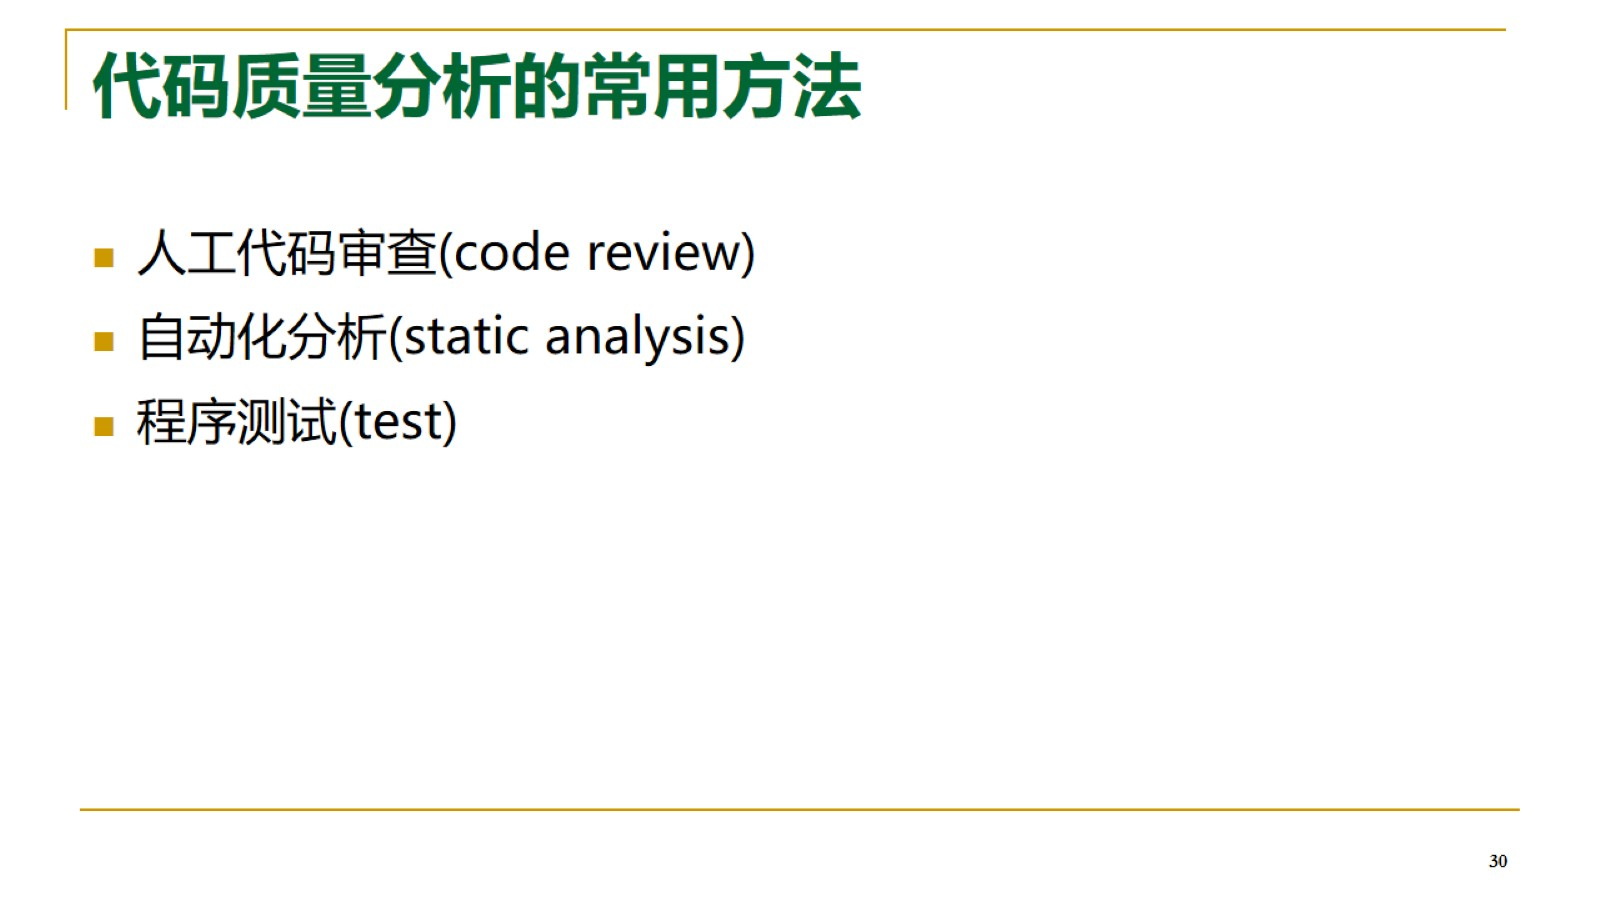 代码质量分析的常用方法
人工代码审查(code review)
自动化分析(static analysis)
程序测试(test)
30